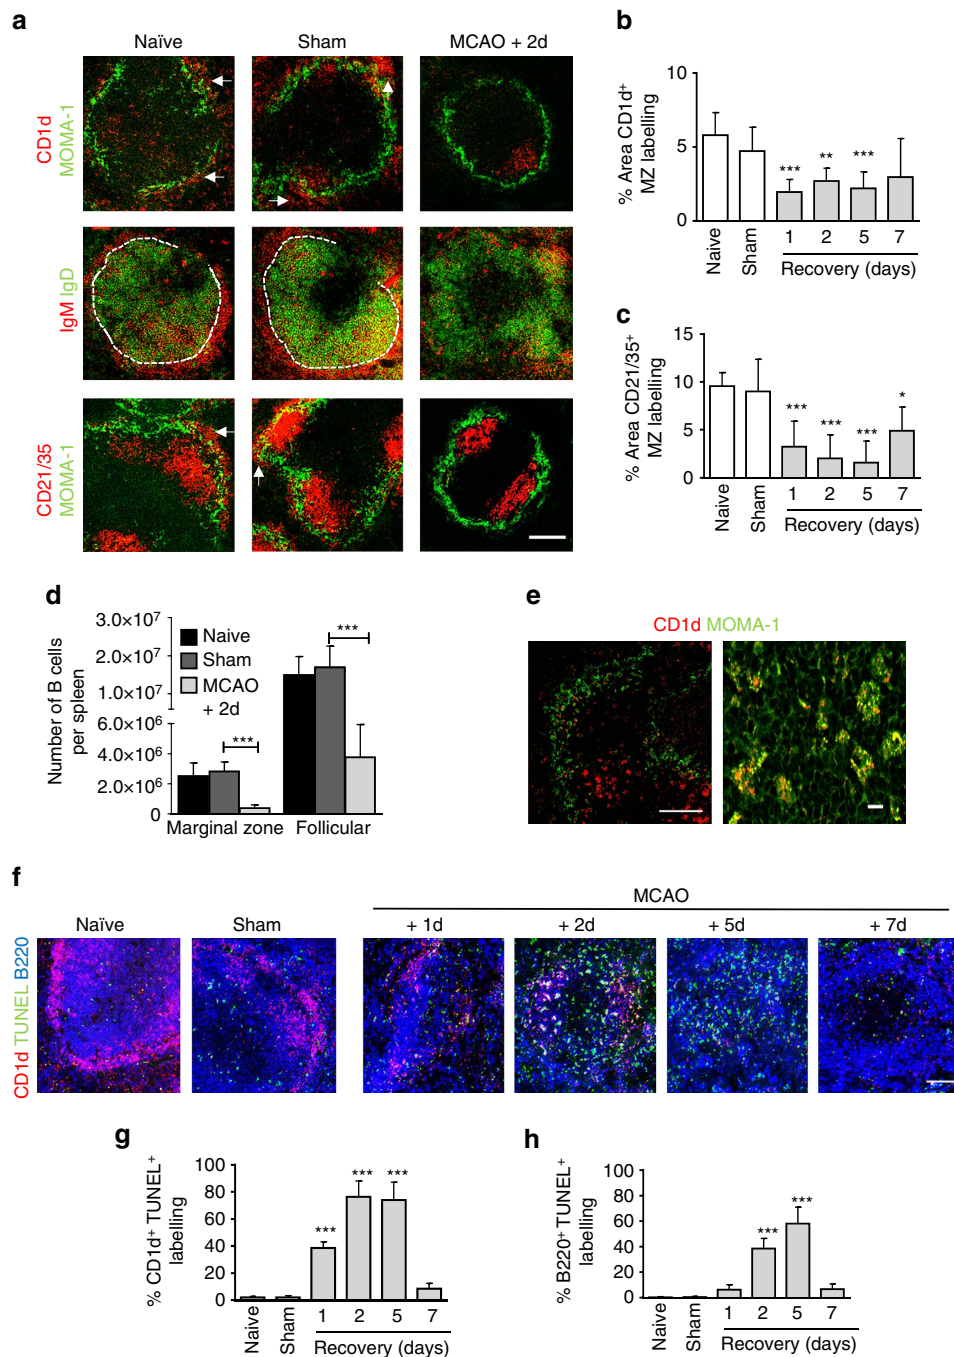 a
Naïve
Sham
MCAO + 2d
CD1d
MOMA-1
IgM IgD
CD21/35
MOMA-1
b
% Area CD1d⁺
MZ labelling
10
5
0
***
**
***
Naive
Sham
1
2
5
7
Recovery (days)
c
% Area CD21/35⁺
MZ labelling
15
10
5
0
***
***
***
*
Naive
Sham
1
2
5
7
Recovery (days)
d
Number of B cells
per spleen
3.0×10⁷
2.0×10⁷
1.0×10⁷
6.0×10⁶
4.0×10⁶
2.0×10⁶
0
Naive
Sham
MCAO
+ 2d
***
***
Marginal zone
Follicular
e
CD1d MOMA-1
f
MCAO
Naïve
Sham
+ 1d
+ 2d
+ 5d
+ 7d
CD1d TUNEL B220
g
% CD1d⁺ TUNEL⁺
labelling
100
80
60
40
20
0
***
***
***
Naive
Sham
1
2
5
7
Recovery (days)
h
% B220⁺ TUNEL⁺
labelling
100
80
60
40
20
0
***
***
Naive
Sham
1
2
5
7
Recovery (days)